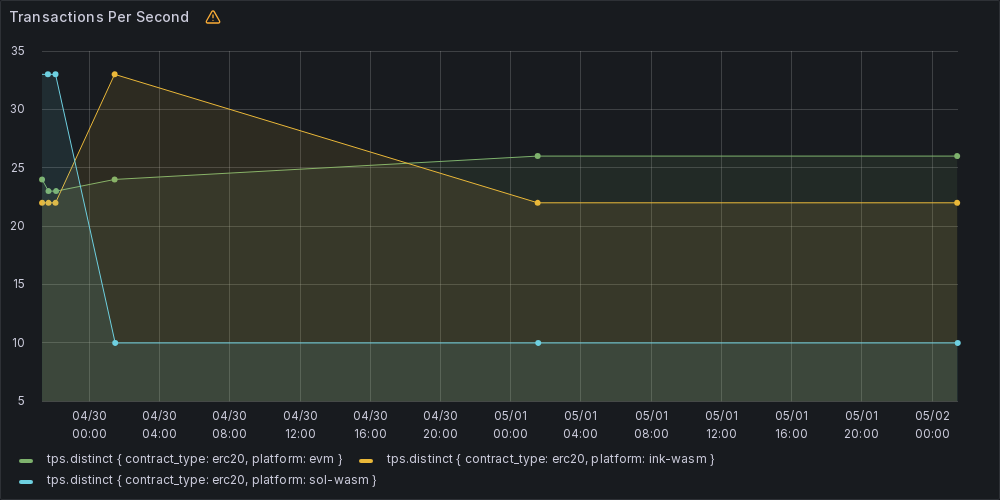 Transactions Per Second
35
30
25
20
15
10
5
04/30 04/30 04/30 04/30 04/30 04/30 05/01 05/01 05/01 05/01 05/01 05/01 05/02
00:00 04:00 08:00 12:00 16:00 20:00 00:00 04:00 08:00 12:00 16:00 20:00 00:00
tps.distinct { contract_type: erc20, platform: evm } tps.distinct { contract_type: erc20, platform: ink-wasm }
tps.distinct { contract_type: erc20, platform: sol-wasm }